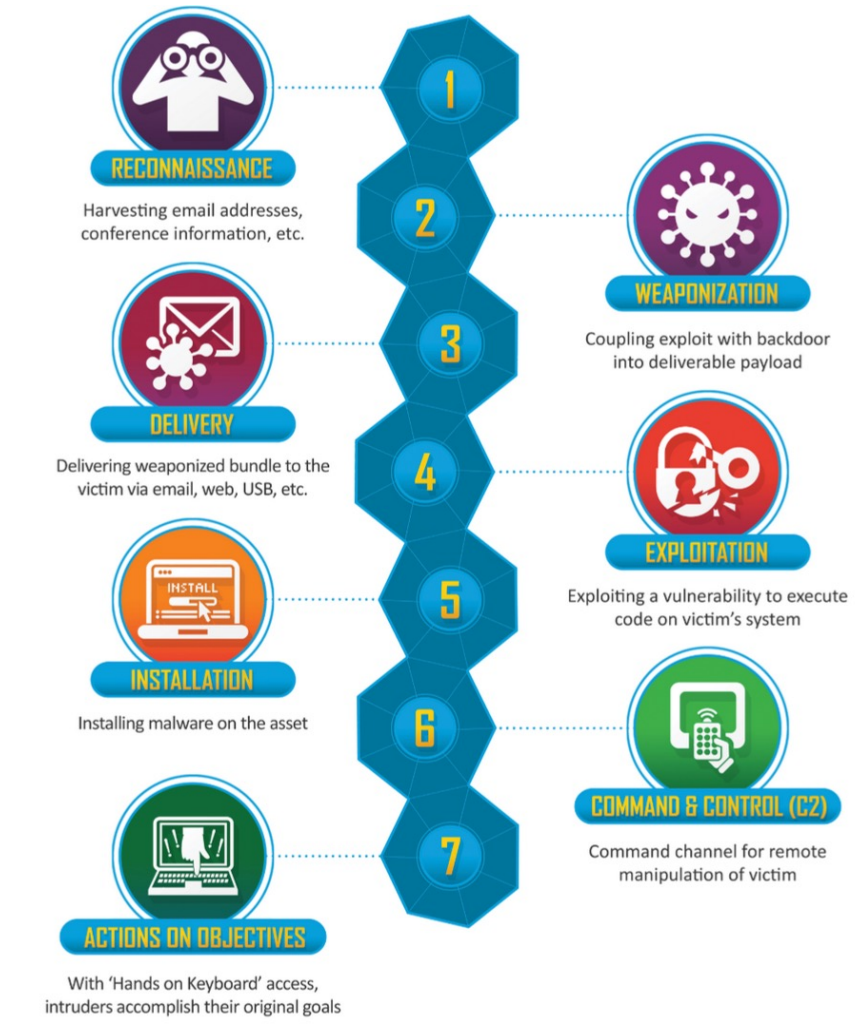 1
RECONNAISSANCE
Harvesting email addresses,
conference information, etc.
2
WEAPONIZATION
Coupling exploit with backdoor
into deliverable payload
3
DELIVERY
Delivering weaponized bundle to the
victim via email, web, USB, etc.
4
EXPLOITATION
Exploiting a vulnerability to execute
code on victim's system
5
INSTALL
INSTALLATION
Installing malware on the asset
6
COMMAND & CONTROL (C2)
Command channel for remote
manipulation of victim
7
ACTIONS ON OBJECTIVES
With 'Hands on Keyboard' access,
intruders accomplish their original goals